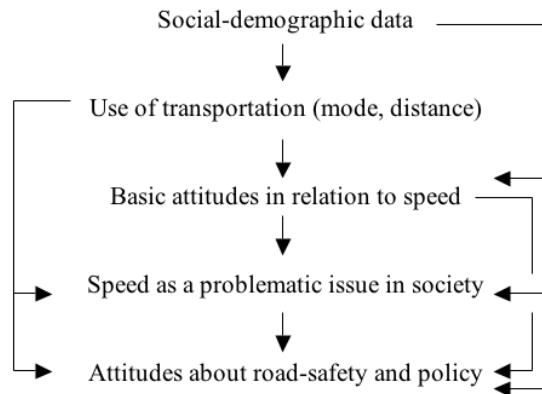 Social-demographic data
Use of transportation (mode, distance)
Basic attitudes in relation to speed
Speed as a problematic issue in society
Attitudes about road-safety and policy